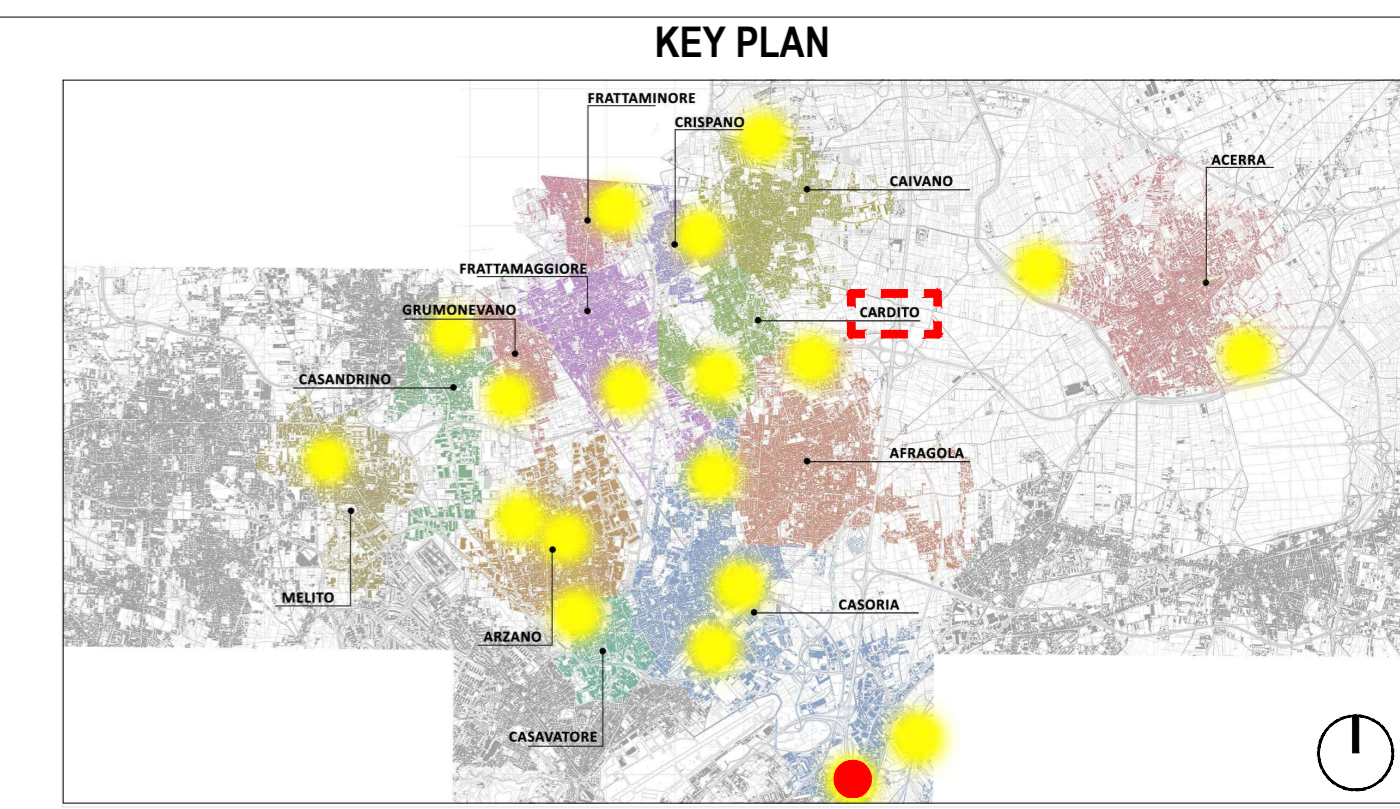 KEY PLAN
FRATTAMINORE
CRISPANO
ACERRA
CAIVANO
FRATTAMAGGIORE
GRUMONEVANO
CARDITO
CASANDRINO
AFRAGOLA
MELITO
CASORIA
ARZANO
CASAVATORE